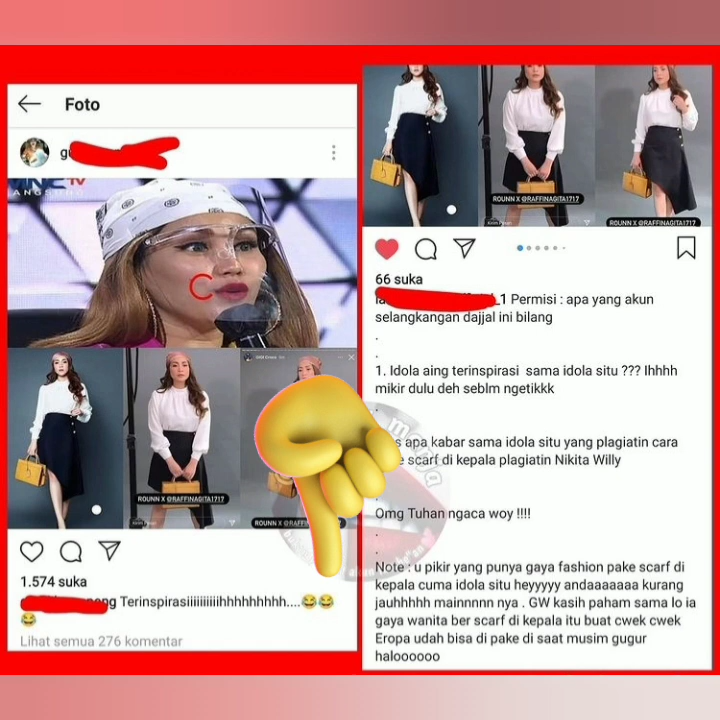 Foto
ROUNN X @RAFFINAGITA1717
1.574 suka
Terinspirasiiiiiiiiiiihhhhhhhhhh....😂😂
😂
Lihat semua 276 komentar
ROUNN X @RAFFINAGITA1717
ROUNN X @RAFFINAGITA1717
66 suka
_1 Permisi : apa yang akun
selangkangan dajjal ini bilang
.
.
1. Idola aing terinspirasi sama idola situ ??? Ihhhh
mikir dulu deh seblm ngetikkk
.
apa kabar sama idola situ yang plagiatin cara
scarf di kepala plagiatin Nikita Willy
.
Omg Tuhan ngaca woy !!!!
.
.
Note : u pikir yang punya gaya fashion pake scarf di
kepala cuma idola situ heyyyyy andaaaaaaa kurang
jauhhhhh mainnnnn nya . GW kasih paham sama lo ia
gaya wanita ber scarf di kepala itu buat cwek cwek
Eropa udah bisa di pake di saat musim gugur
haloooooo